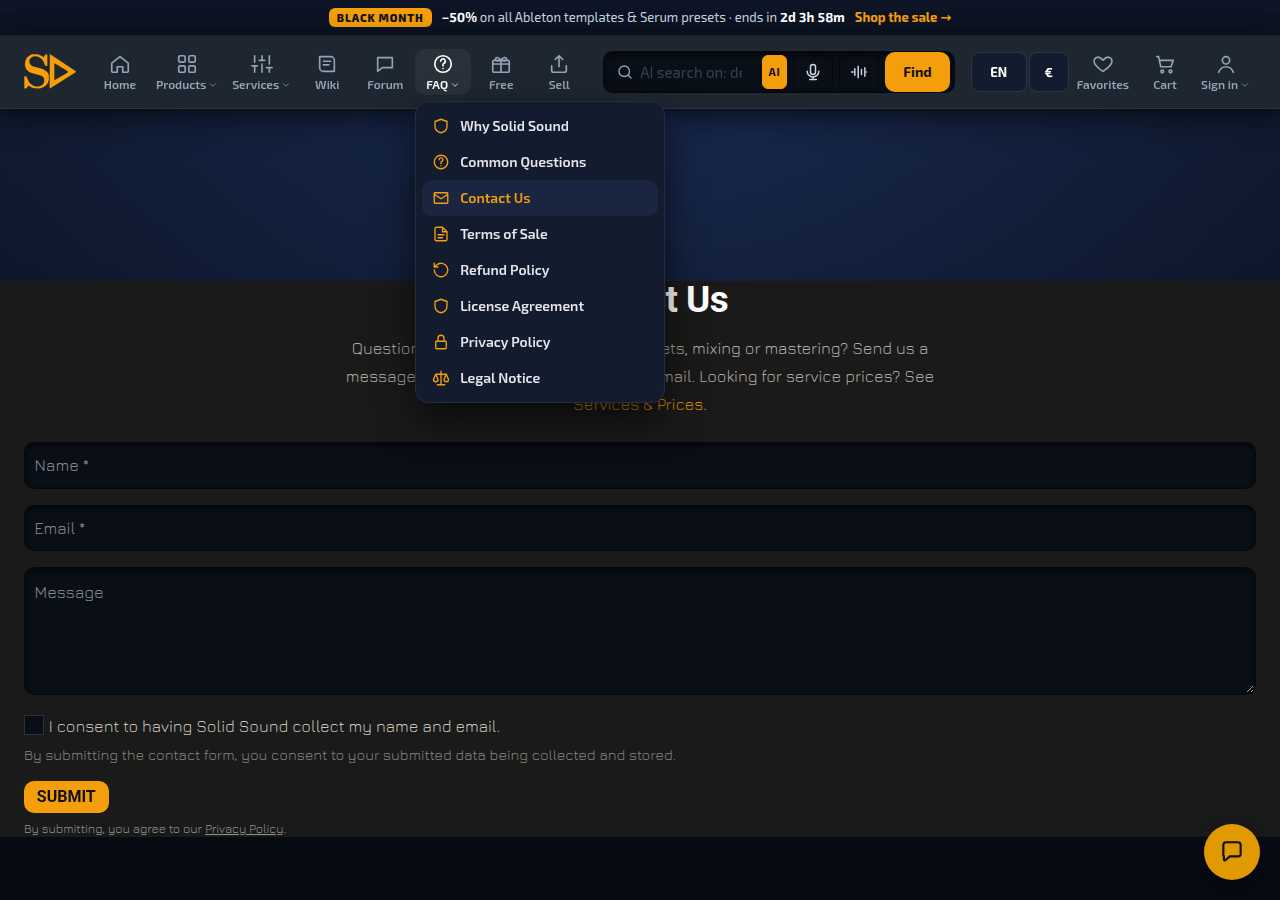 BLACK MONTH −50% on all Ableton templates & Serum presets · ends in 2d 3h 58m Shop the sale →
SD
Home
Products
Services
Wiki
Forum
FAQ
Free
Sell
AI search on: dr
AI
Find
EN
€
Favorites
Cart
Sign in
Why Solid Sound
Common Questions
Contact Us
Terms of Sale
Refund Policy
License Agreement
Privacy Policy
Legal Notice
t Us
mixing or mastering? Send us a
message
Looking for service prices? See
Services & Prices.
Name *
Email *
Message
I consent to having Solid Sound collect my name and email.
By submitting the contact form, you consent to your submitted data being collected and stored.
SUBMIT
By submitting, you agree to our Privacy Policy.